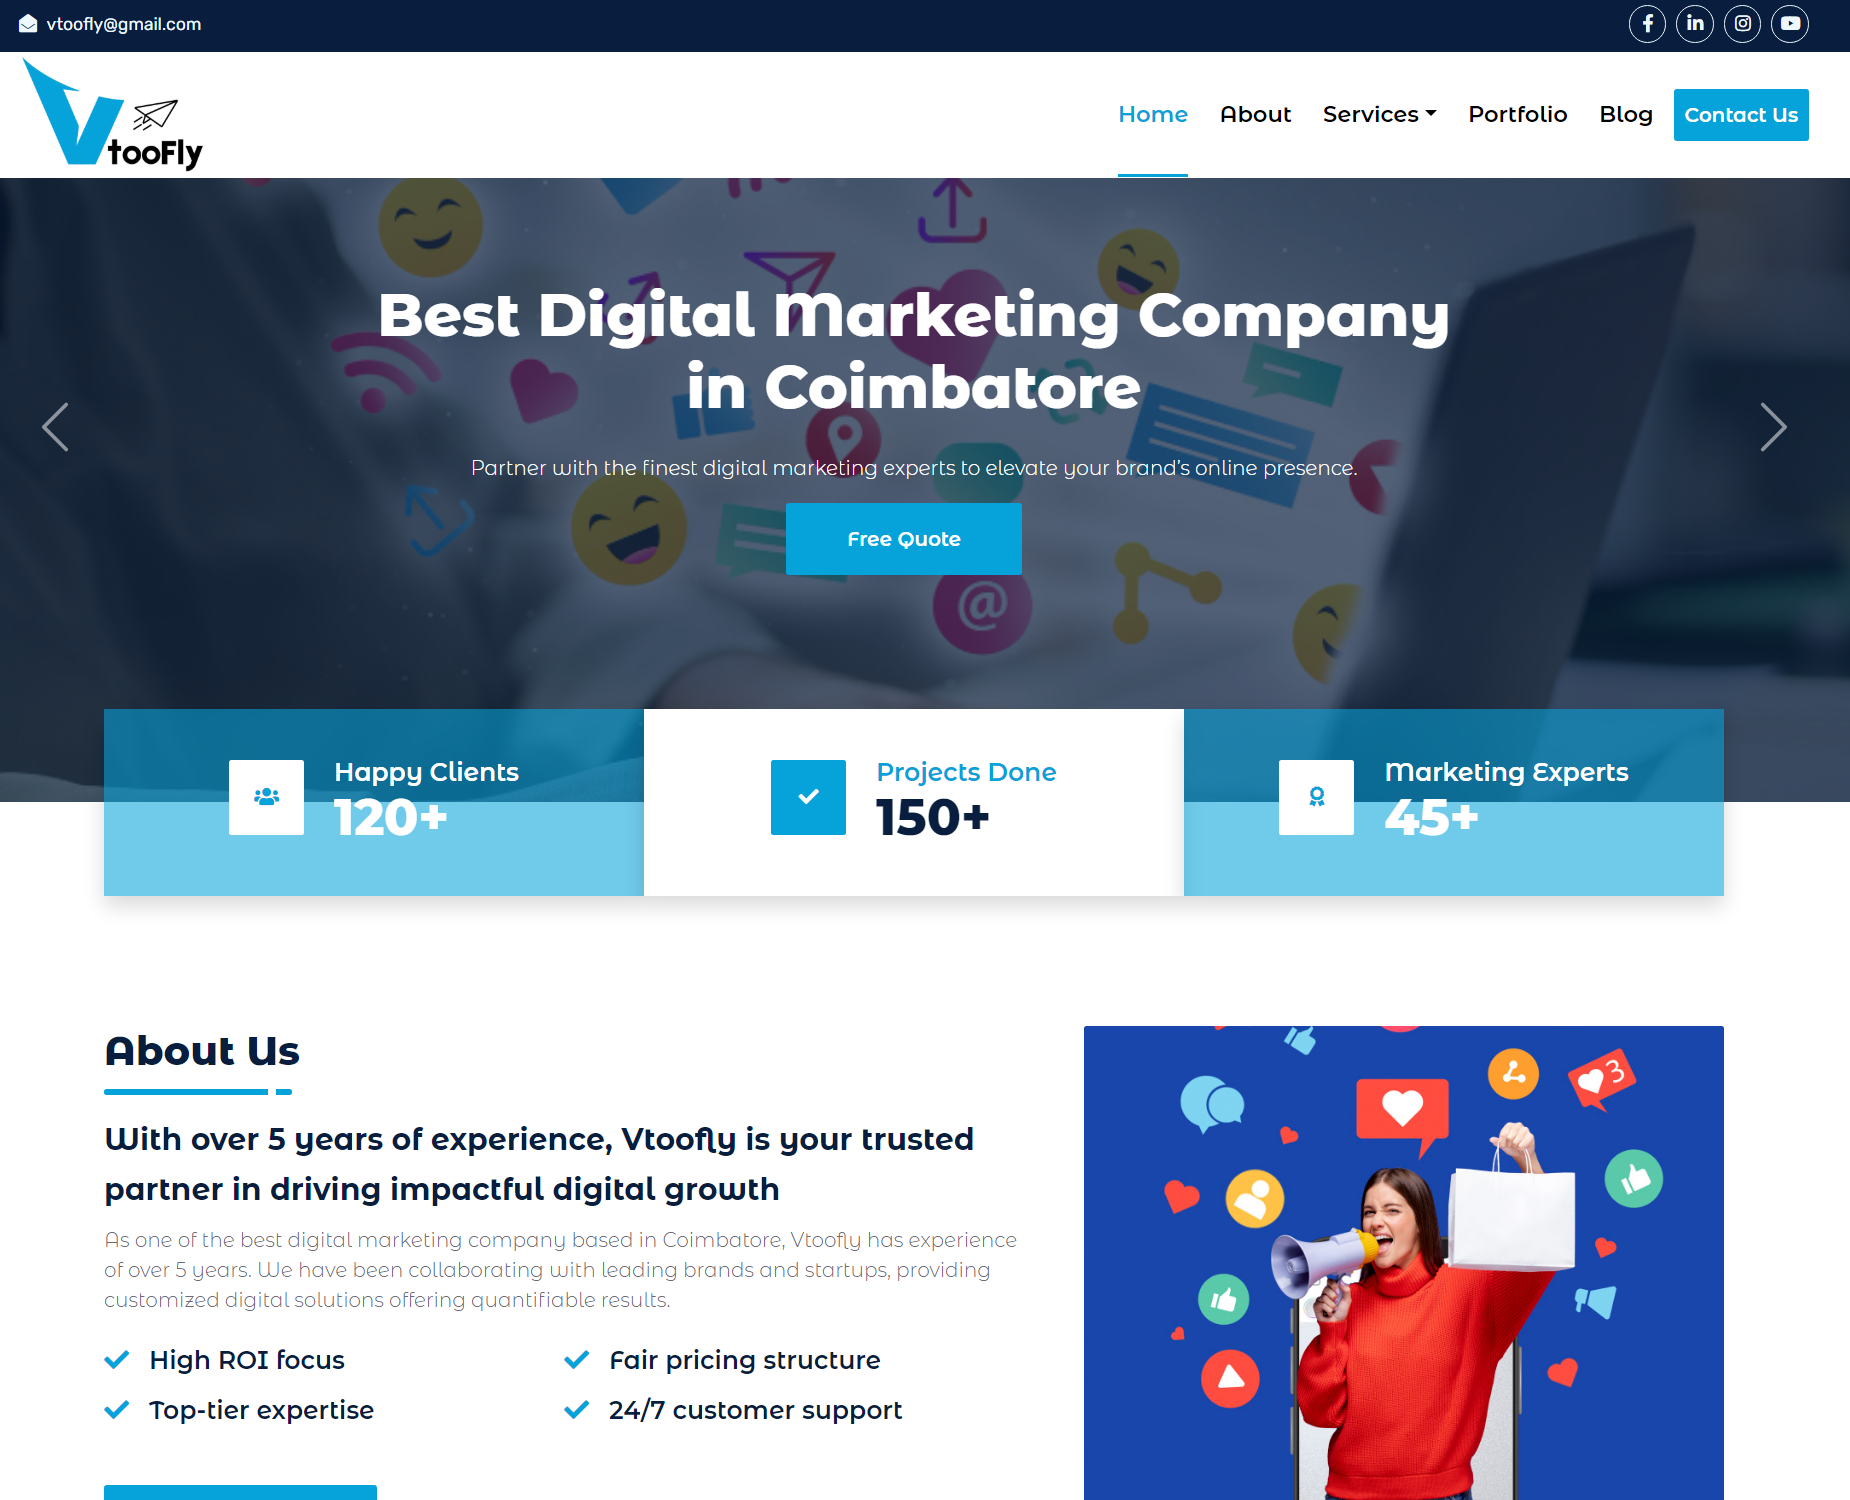 vtoofly@gmail.com
VtooFly
Home
About
Services
Portfolio
Blog
Contact Us
Best Digital Marketing Company
in Coimbatore
Partner with the finest digital marketing experts to elevate your brand's online presence.
Free Quote
@
Happy Clients
120+
Projects Done
150+
Marketing Experts
45+
About Us
With over 5 years of experience, Vtoofly is your trusted
partner in driving impactful digital growth
As one of the best digital marketing company based in Coimbatore, Vtoofly has experience
of over 5 years. We have been collaborating with leading brands and startups, providing
customized digital solutions offering quantifiable results.
High ROI focus
Fair pricing structure
Top-tier expertise
24/7 customer support
3